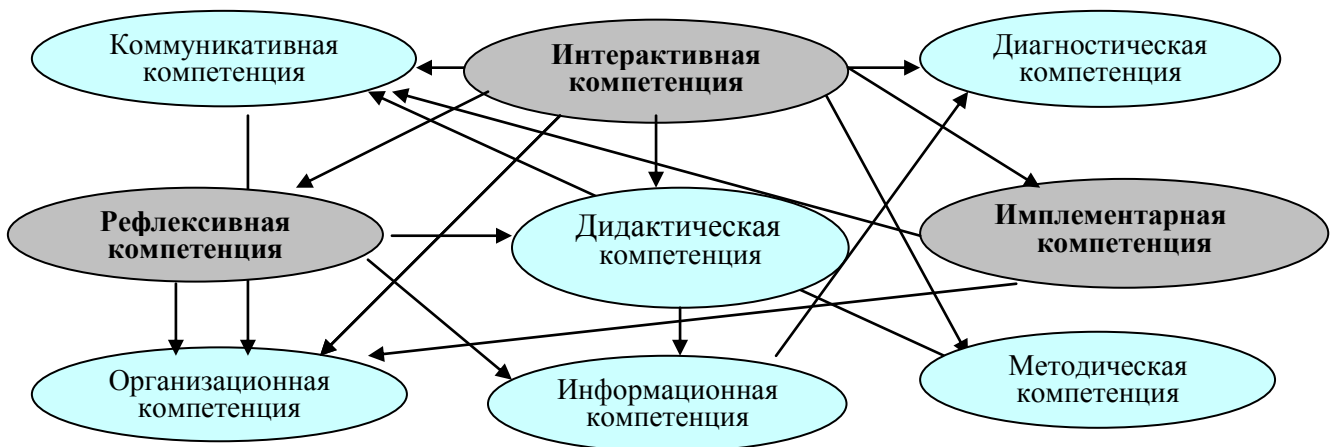 Коммуникативная
компетенция
Интерактивная
компетенция
Диагностическая
компетенция
Рефлексивная
компетенция
Дидактическая
компетенция
Имплементарная
компетенция
Организационная
компетенция
Информационная
компетенция
Методическая
компетенция